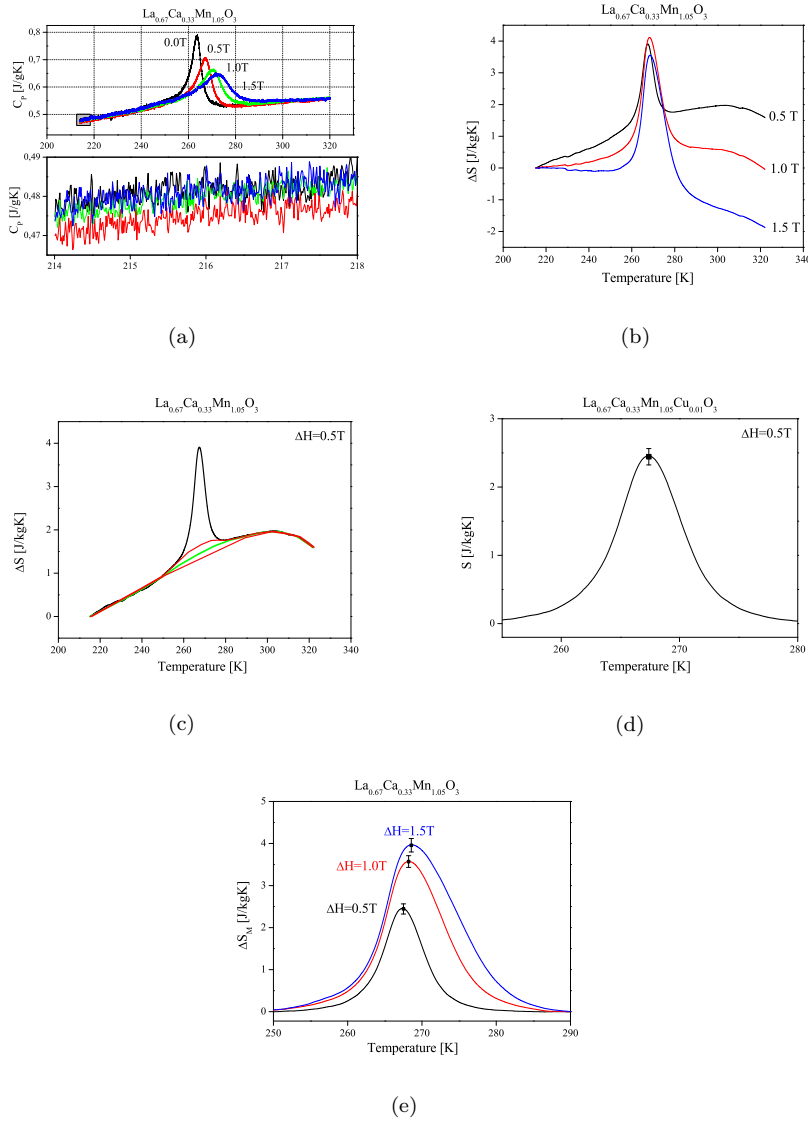 La0.67Ca0.33Mn1.05O3
0,8
0,7
0,6
0,5
Cp [J/gK]
0.0T
0.5T
1.0T
1.5T
220 240 260 280 300 320
0,49
0,48
0,47
Cp [J/gK]
214 215 216 217 218
(a)
La0.67Ca0.33Mn1.05O3
4
3
2
1
0
-1
-2
ΔS [J/kgK]
0.5 T
1.0 T
1.5 T
200 220 240 260 280 300 320 340
Temperature [K]
(b)
La0.67Ca0.33Mn1.05O3
ΔH=0.5T
4
3
2
1
0
ΔS [J/kgK]
200 220 240 260 280 300 320 340
Temperature [K]
(c)
La0.67Ca0.33Mn1.05Cu0.01O3
ΔH=0.5T
3
2
1
0
S [J/kgK]
260 270 280
Temperature [K]
(d)
La0.67Ca0.33Mn1.05O3
5
4
3
2
1
0
ΔSM [J/kgK]
ΔH=1.5T
ΔH=1.0T
ΔH=0.5T
250 260 270 280 290
Temperature [K]
(e)